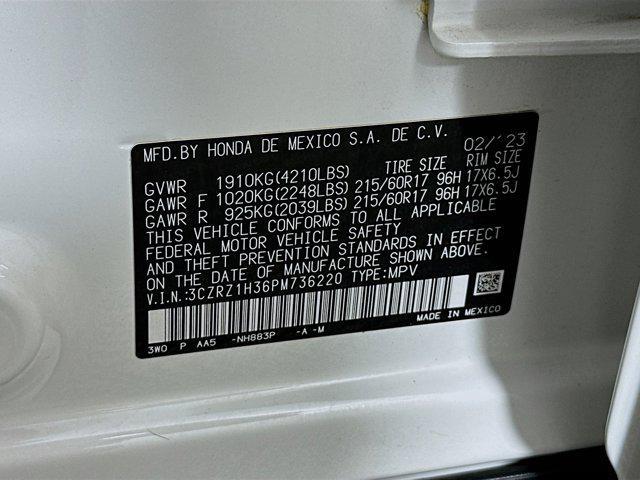 MFD.BY HONDA DE MEXICO S.A. DE C.V. 02/'23
TIRE SIZE RIM SIZE
GVWR 1910KG(4210LBS)
GAWR F 1020KG(2248LBS) 215/60R17 96H 17X6.5J
GAWR R 925KG(2039LBS) 215/60R17 96H 17X6.5J
THIS VEHICLE CONFORMS TO ALL APPLICABLE
FEDERAL MOTOR VEHICLE SAFETY
AND THEFT PREVENTION STANDARDS IN EFFECT
ON THE DATE OF MANUFACTURE SHOWN ABOVE.
V.I.N.:3CZRZ1H36PM736220 TYPE:MPV
3W0 P AA5 -NH883P -A -M MADE IN MEXICO